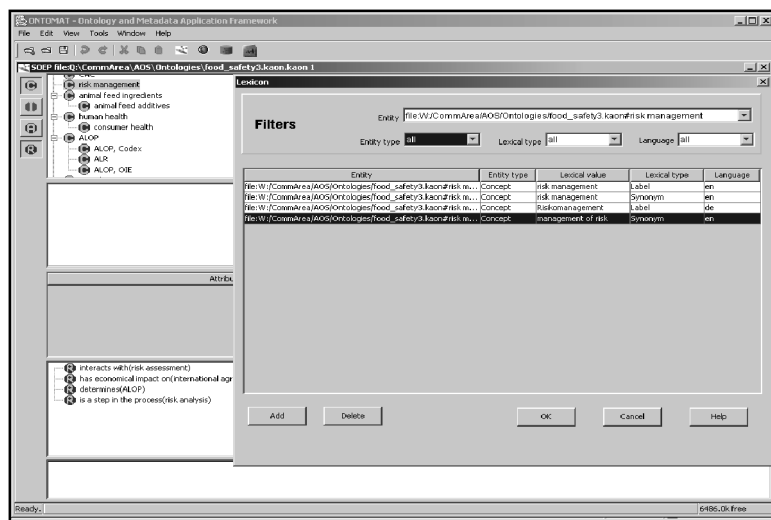 ONTOMAT - Ontology and Metadata Application Framework
File Edit View Tools Window Help
SOEP file:Q:\CommArea\AOS\Ontologies\food_safety3.kaon.kaon 1
risk management
animal feed ingredients
animal feed additives
human health
consumer health
ALOP
ALOP, Codex
ALR
ALOP, OIE
Attribu
interacts with(risk assessment)
has economical impact on(international agr
determines(ALOP)
is a step in the process(risk analysis)
Lexicon
Filters
Entity file:W:/CommArea/AOS/Ontologies/food_safety3.kaon#risk management
Entity type all Lexical type all Language all
Entity Entity type Lexical value Lexical type Language
file:W:/CommArea/AOS/Ontologies/food_safety3.kaon#risk m... Concept risk management Label en
file:W:/CommArea/AOS/Ontologies/food_safety3.kaon#risk m... Concept risk management Synonym en
file:W:/CommArea/AOS/Ontologies/food_safety3.kaon#risk m... Concept Risikomanagement Label de
file:W:/CommArea/AOS/Ontologies/food_safety3.kaon#risk m... Concept management of risk Synonym en
Add Delete OK Cancel Help
Ready. 6486.0k free